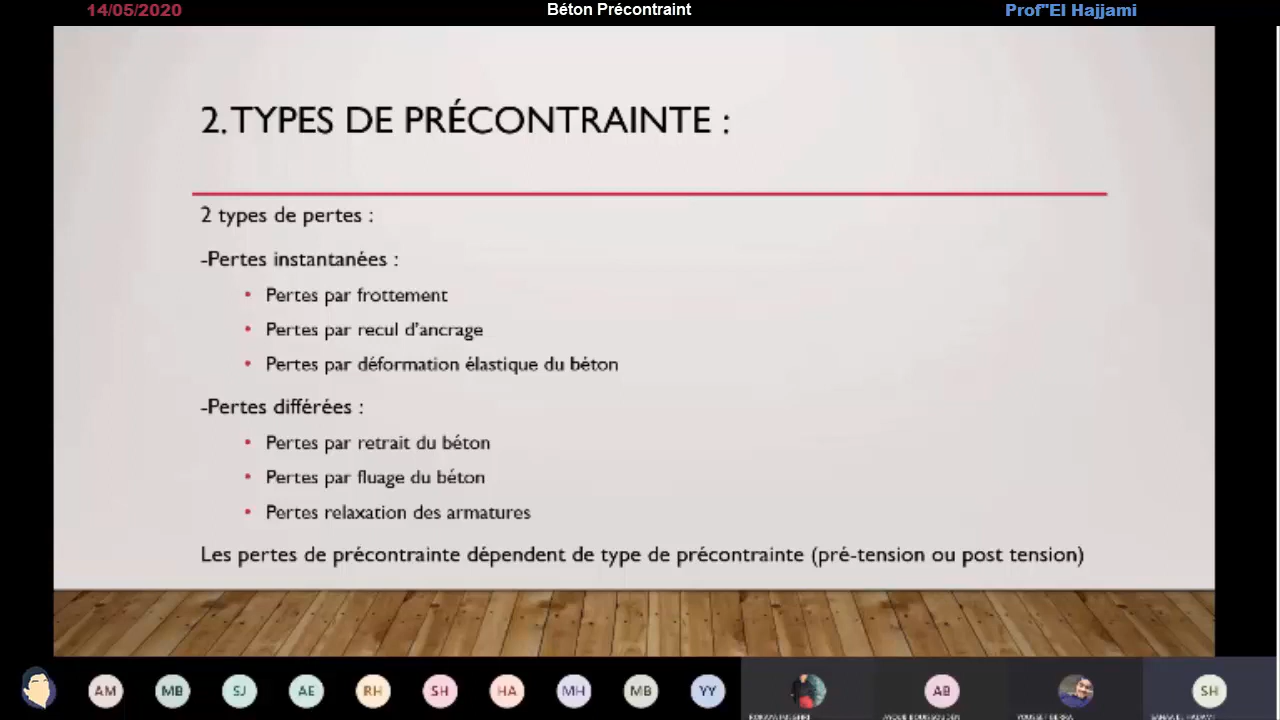 14/05/2020
Béton Précontraint
Prof"El Hajjami
2. TYPES DE PRÉCONTRAINTE :
2 types de pertes :
-Pertes instantanées :
• Pertes par frottement
• Pertes par recul d'ancrage
• Pertes par déformation élastique du béton
-Pertes différées :
• Pertes par retrait du béton
• Pertes par fluage du béton
• Pertes relaxation des armatures
Les pertes de précontrainte dépendent de type de précontrainte (pré-tension ou post tension)
AM MB SJ AE RH SH HA MH MB YY AB SH